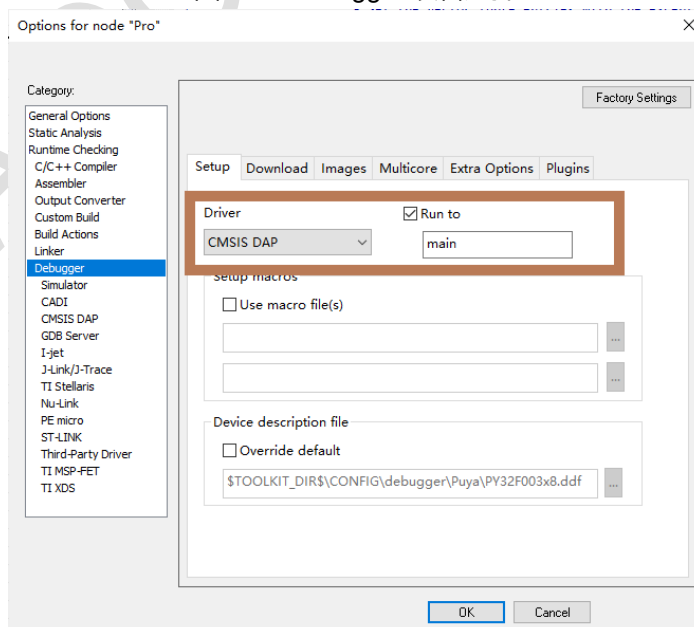 Options for node "Pro"
Category:
Factory Settings
General Options
Static Analysis
Runtime Checking
C/C++ Compiler
Assembler
Output Converter
Custom Build
Build Actions
Linker
Debugger
Simulator
CADI
CMSIS DAP
GDB Server
I-jet
J-Link/J-Trace
TI Stellaris
Nu-Link
PE micro
ST-LINK
Third-Party Driver
TI MSP-FET
TI XDS
Setup Download Images Multicore Extra Options Plugins
Driver
Run to
CMSIS DAP
main
Setup macros
Use macro file(s)
...
...
Device description file
Override default
$TOOLKIT_DIR$\CONFIG\debugger\Puya\PY32F003x8.ddf
...
OK Cancel